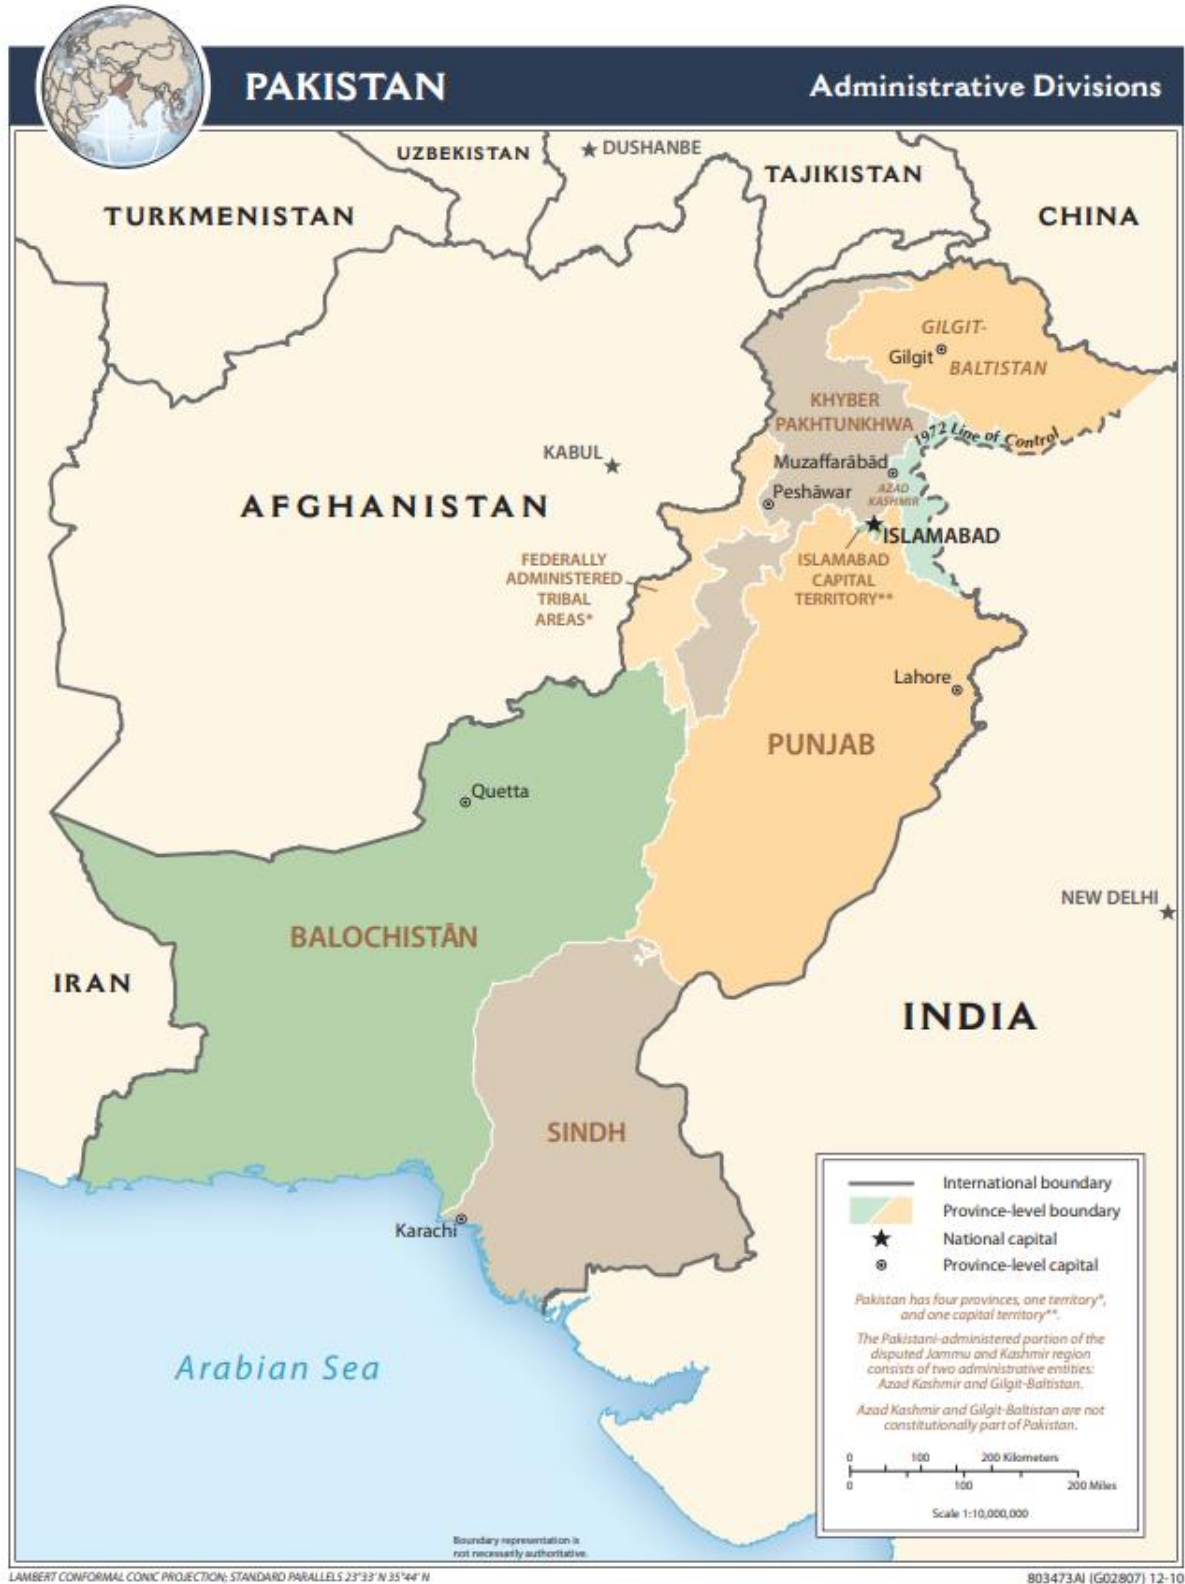 PAKISTAN
Administrative Divisions
UZBEKISTAN
DUSHANBE
TAJIKISTAN
TURKMENISTAN
CHINA
GILGIT-
Gilgit
BALTISTAN
KHYBER
PAKHTUNKHWA
1972 Line of Control
KABUL
Muzaffarābād
Peshāwar
AZAD
KASHMIR
AFGHANISTAN
ISLAMABAD
FEDERALLY
ADMINISTERED
TRIBAL
AREAS*
ISLAMABAD
CAPITAL
TERRITORY**
Lahore
PUNJAB
Quetta
NEW DELHI
BALOCHISTĀN
IRAN
INDIA
SINDH
Karachi
Arabian Sea
International boundary
Province-level boundary
National capital
Province-level capital
Pakistan has four provinces, one territory*,
and one capital territory**.
The Pakistani-administered portion of the
disputed Jammu and Kashmir region
consists of two administrative entities:
Azad Kashmir and Gilgit-Baltistan.
Azad Kashmir and Gilgit-Baltistan are not
constitutionally part of Pakistan.
0 100 200 Kilometers
0 100 200 Miles
Scale 1:10,000,000
Boundary representation is
not necessarily authoritative.
LAMBERT CONFORMAL CONIC PROJECTION; STANDARD PARALLELS 23°33' N 35°44' N
803473AI (G02807) 12-10